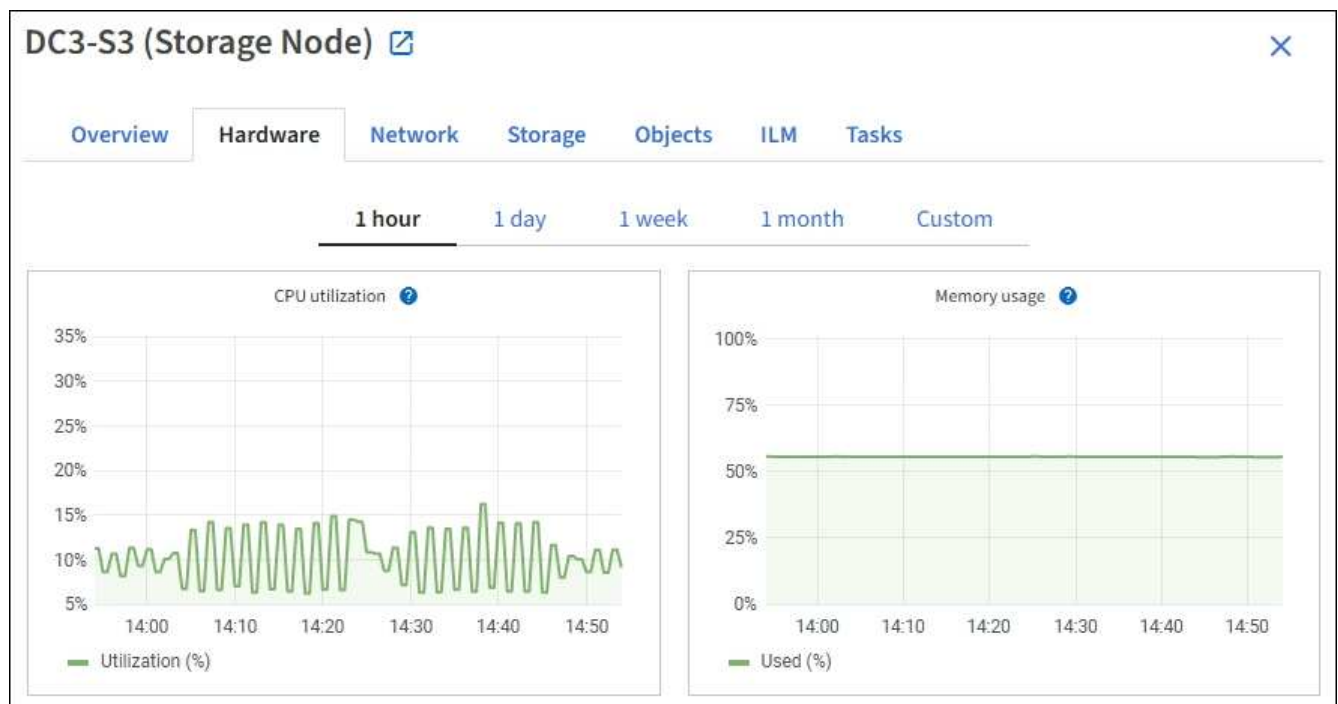 DC3-S3 (Storage Node)
Overview Hardware Network Storage Objects ILM Tasks
1 hour 1 day 1 week 1 month Custom
CPU utilization ?
35%
30%
25%
20%
15%
10%
5%
14:00 14:10 14:20 14:30 14:40 14:50
Utilization (%)
Memory usage ?
100%
75%
50%
25%
0%
14:00 14:10 14:20 14:30 14:40 14:50
Used (%)